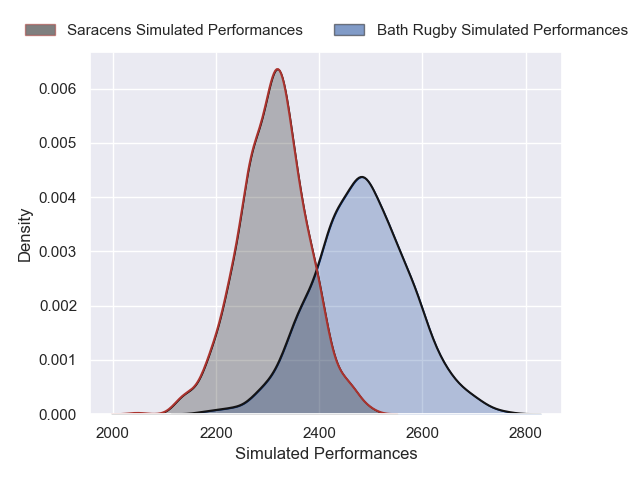 Saracens Simulated Performances
Bath Rugby Simulated Performances
0.006
0.005
0.004
0.003
0.002
0.001
0.000
Density
2000 2200 2400 2600 2800
Simulated Performances